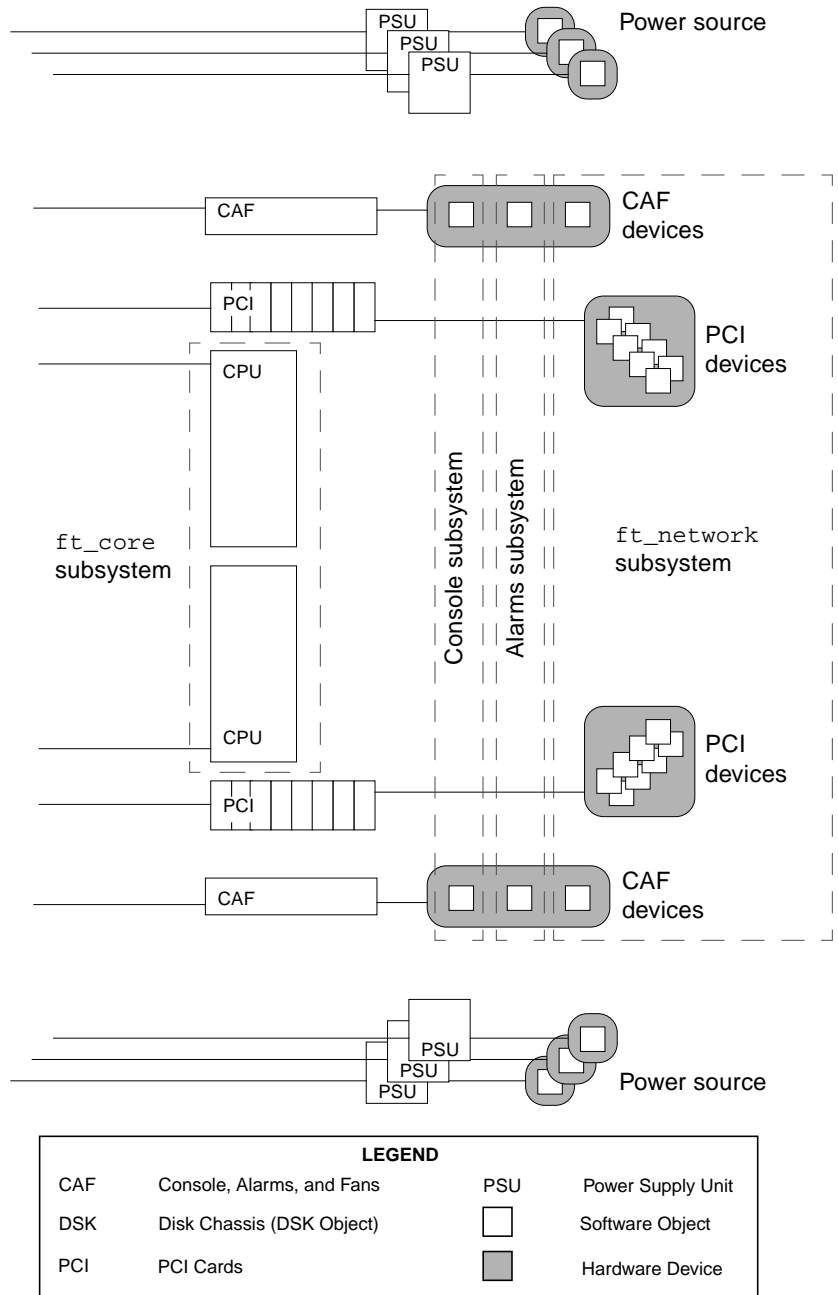 PSU
PSU
PSU
Power source
CAF
CAF
devices
PCI
PCI
devices
CPU
ft_core
subsystem
Console subsystem
Alarms subsystem
ft_network
subsystem
CPU
PCI
devices
PCI
CAF
CAF
devices
PSU
PSU
PSU
Power source
LEGEND
CAF Console, Alarms, and Fans PSU Power Supply Unit
DSK Disk Chassis (DSK Object) Software Object
PCI PCI Cards Hardware Device